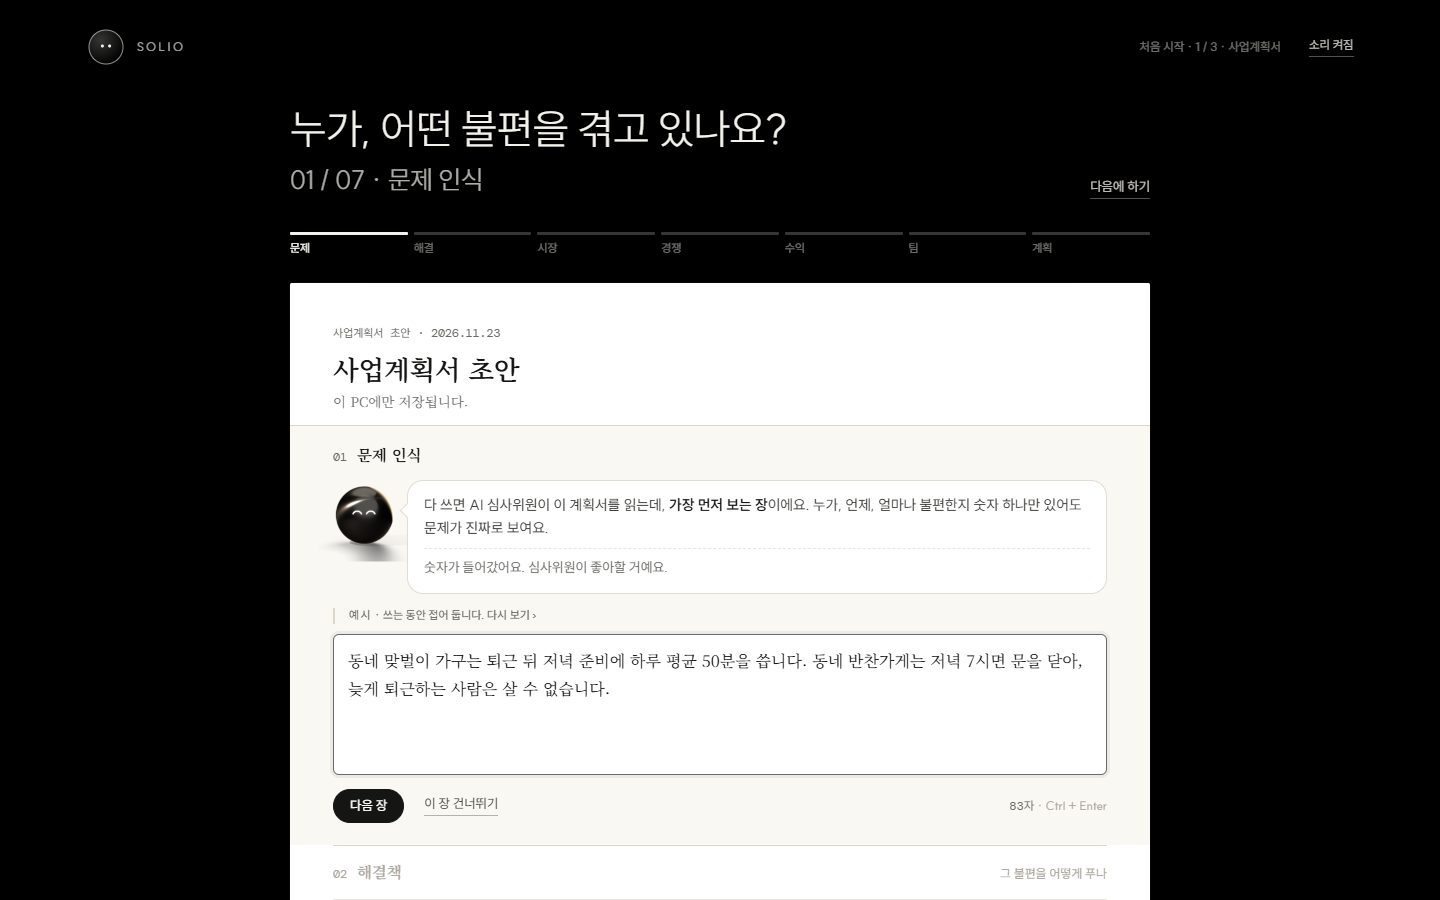 SOLIO
처음 시작 · 1 / 3 · 사업계획서
소리 켜짐
누가, 어떤 불편을 겪고 있나요?
01 / 07 · 문제 인식
다음에 하기
문제
해결
시장
경쟁
수익
팀
계획
사업계획서 초안 · 2026.11.23
사업계획서 초안
이 PC에만 저장됩니다.
01 문제 인식
다 쓰면 AI 심사위원이 이 계획서를 읽는데, 가장 먼저 보는 장이에요. 누가, 언제, 얼마나 불편한지 숫자 하나만 있어도
문제가 진짜로 보여요.
숫자가 들어갔어요. 심사위원이 좋아할 거예요.
예시 · 쓰는 동안 접어 둡니다. 다시 보기 ›
동네 맞벌이 가구는 퇴근 뒤 저녁 준비에 하루 평균 50분을 씁니다. 동네 반찬가게는 저녁 7시면 문을 닫아,
늦게 퇴근하는 사람은 살 수 없습니다.
다음 장
이 장 건너뛰기
83자 · Ctrl + Enter
02 해결책
그 불편을 어떻게 푸나